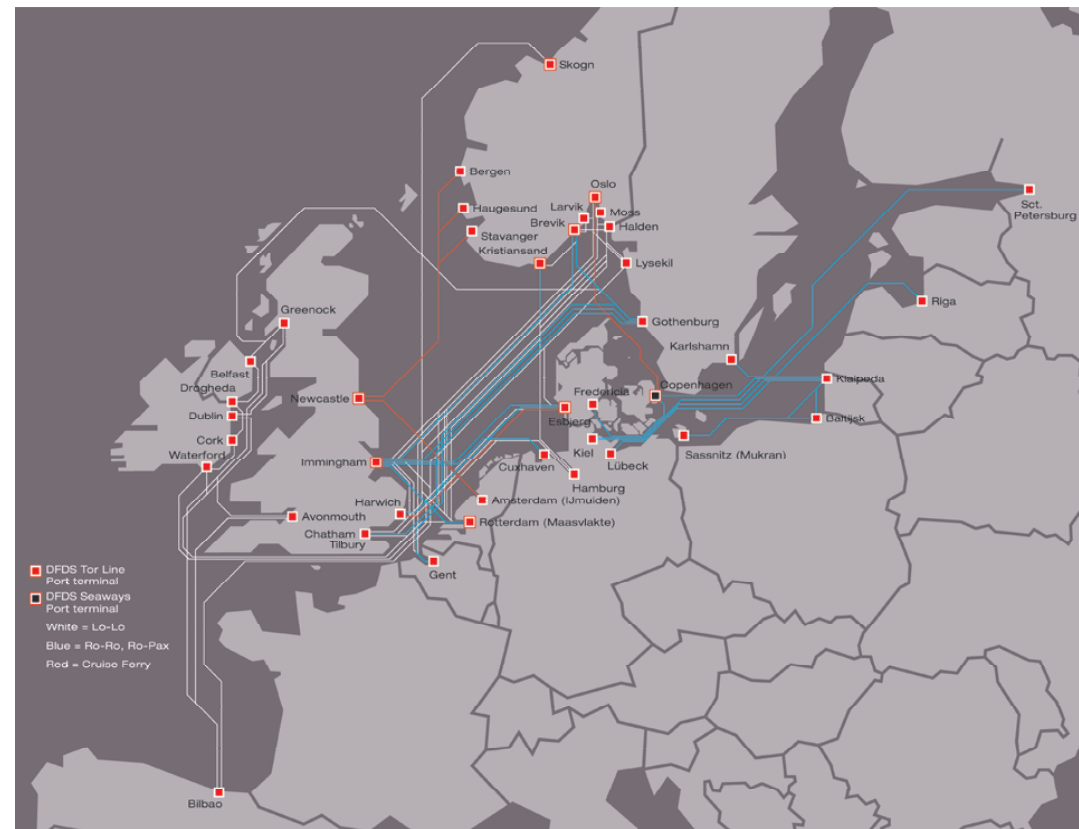 Skogn
Bergen
Oslo
Larvik
Moss
Haugesund
Brevik
Halden
Stavanger
Kristiansand
Lysekil
Sct.
Petersburg
Greenock
Gothenburg
Riga
Karlshamn
Belfast
Drogheda
Newcastle
Fredericia
Copenhagen
Klaipeda
Dublin
Esbjerg
Baltijsk
Cork
Waterford
Immingham
Kiel
Lübeck
Sassnitz (Mukran)
Cuxhaven
Hamburg
Harwich
Amsterdam (IJmuiden)
Avonmouth
Rotterdam (Maasvlakte)
Chatham
Tilbury
Gent
DFDS Tor Line
Port terminal
DFDS Seaways
Port terminal
White = Lo-Lo
Blue = Ro-Ro, Ro-Pax
Red = Cruise Ferry
Bilbao